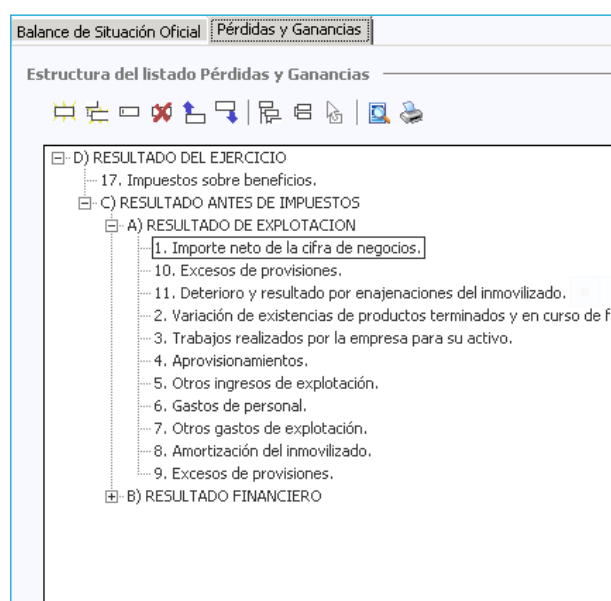 Balance de Situación Oficial
Pérdidas y Ganancias
Estructura del listado Pérdidas y Ganancias
D) RESULTADO DEL EJERCICIO
17. Impuestos sobre beneficios.
C) RESULTADO ANTES DE IMPUESTOS
A) RESULTADO DE EXPLOTACION
1. Importe neto de la cifra de negocios.
10. Excesos de provisiones.
11. Deterioro y resultado por enajenaciones del inmovilizado.
2. Variación de existencias de productos terminados y en curso de f
3. Trabajos realizados por la empresa para su activo.
4. Aprovisionamientos.
5. Otros ingresos de explotación.
6. Gastos de personal.
7. Otros gastos de explotación.
8. Amortización del inmovilizado.
9. Excesos de provisiones.
B) RESULTADO FINANCIERO